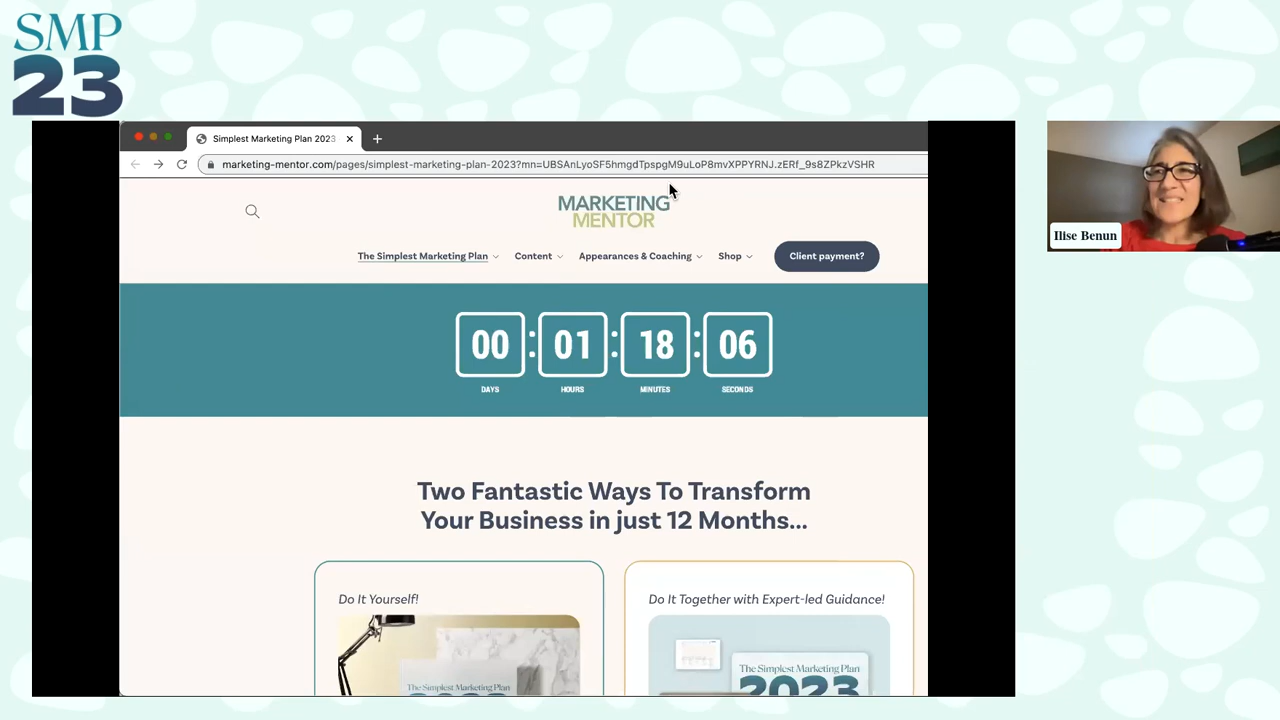 SMP
23
Simplest Marketing Plan 2023
marketing-mentor.com/pages/simplest-marketing-plan-2023?mn=UBSAnLyoSF5hmgdTpspgM9uLoP8mvXPPYRNJ.zERf_9s8ZPkzVSHR
MARKETING
MENTOR
The Simplest Marketing Plan Content Appearances & Coaching Shop Client payment?
00 : 01 : 18 : 06
DAYS HOURS MINUTES SECONDS
Two Fantastic Ways To Transform
Your Business in just 12 Months...
Do It Yourself!
The Simplest Marketing Plan
Do It Together with Expert-led Guidance!
The Simplest Marketing Plan
2023
Ilise Benun